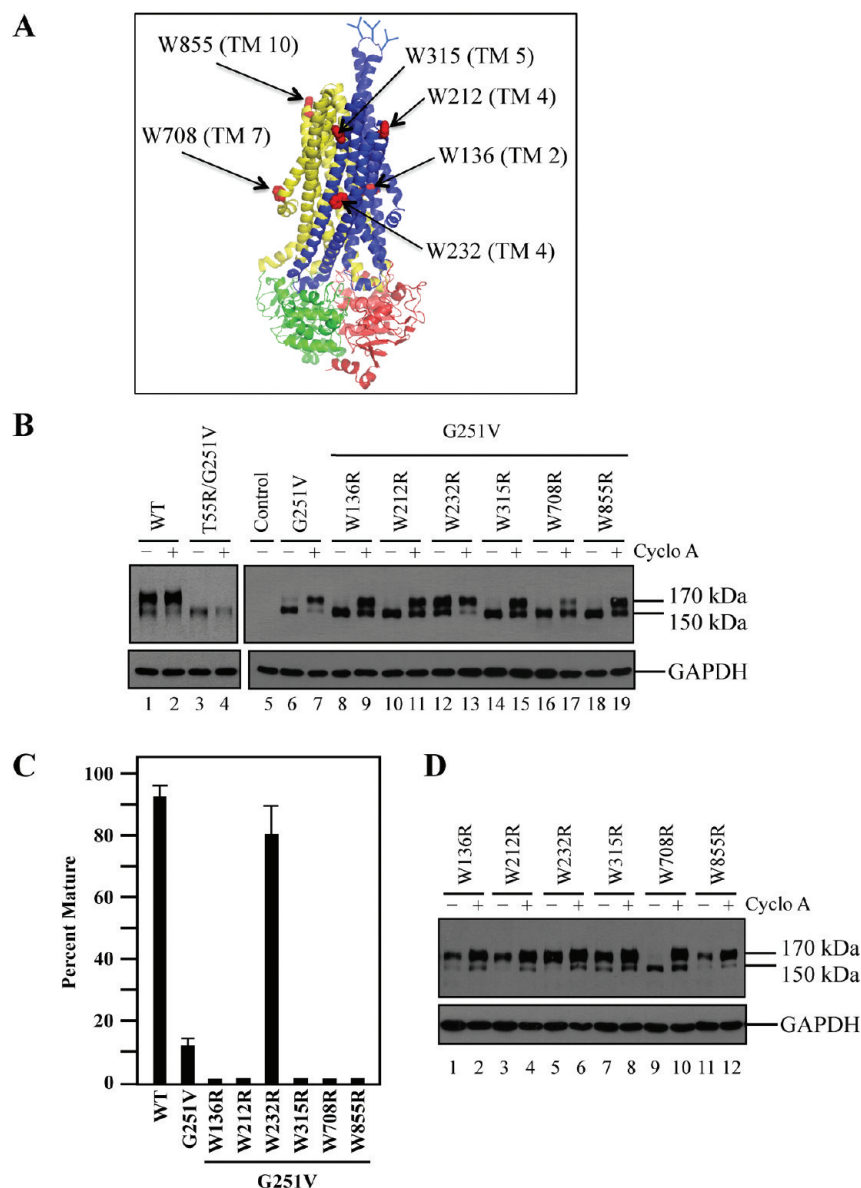 A
W855 (TM 10)
W315 (TM 5)
W212 (TM 4)
W708 (TM 7)
W136 (TM 2)
W232 (TM 4)
B
G251V
WT
T55R/G251V
Control
G251V
W136R
W212R
W232R
W315R
W708R
W855R
– + – + – + – + – + – + – + – + – + Cyclo A
170 kDa
150 kDa
GAPDH
1 2 3 4 5 6 7 8 9 10 11 12 13 14 15 16 17 18 19
C
Percent Mature
100
80
60
40
20
0
WT
G251V
W136R
W212R
W232R
W315R
W708R
W855R
G251V
D
W136R
W212R
W232R
W315R
W708R
W855R
– + – + – + – + – + – + Cyclo A
170 kDa
150 kDa
GAPDH
1 2 3 4 5 6 7 8 9 10 11 12